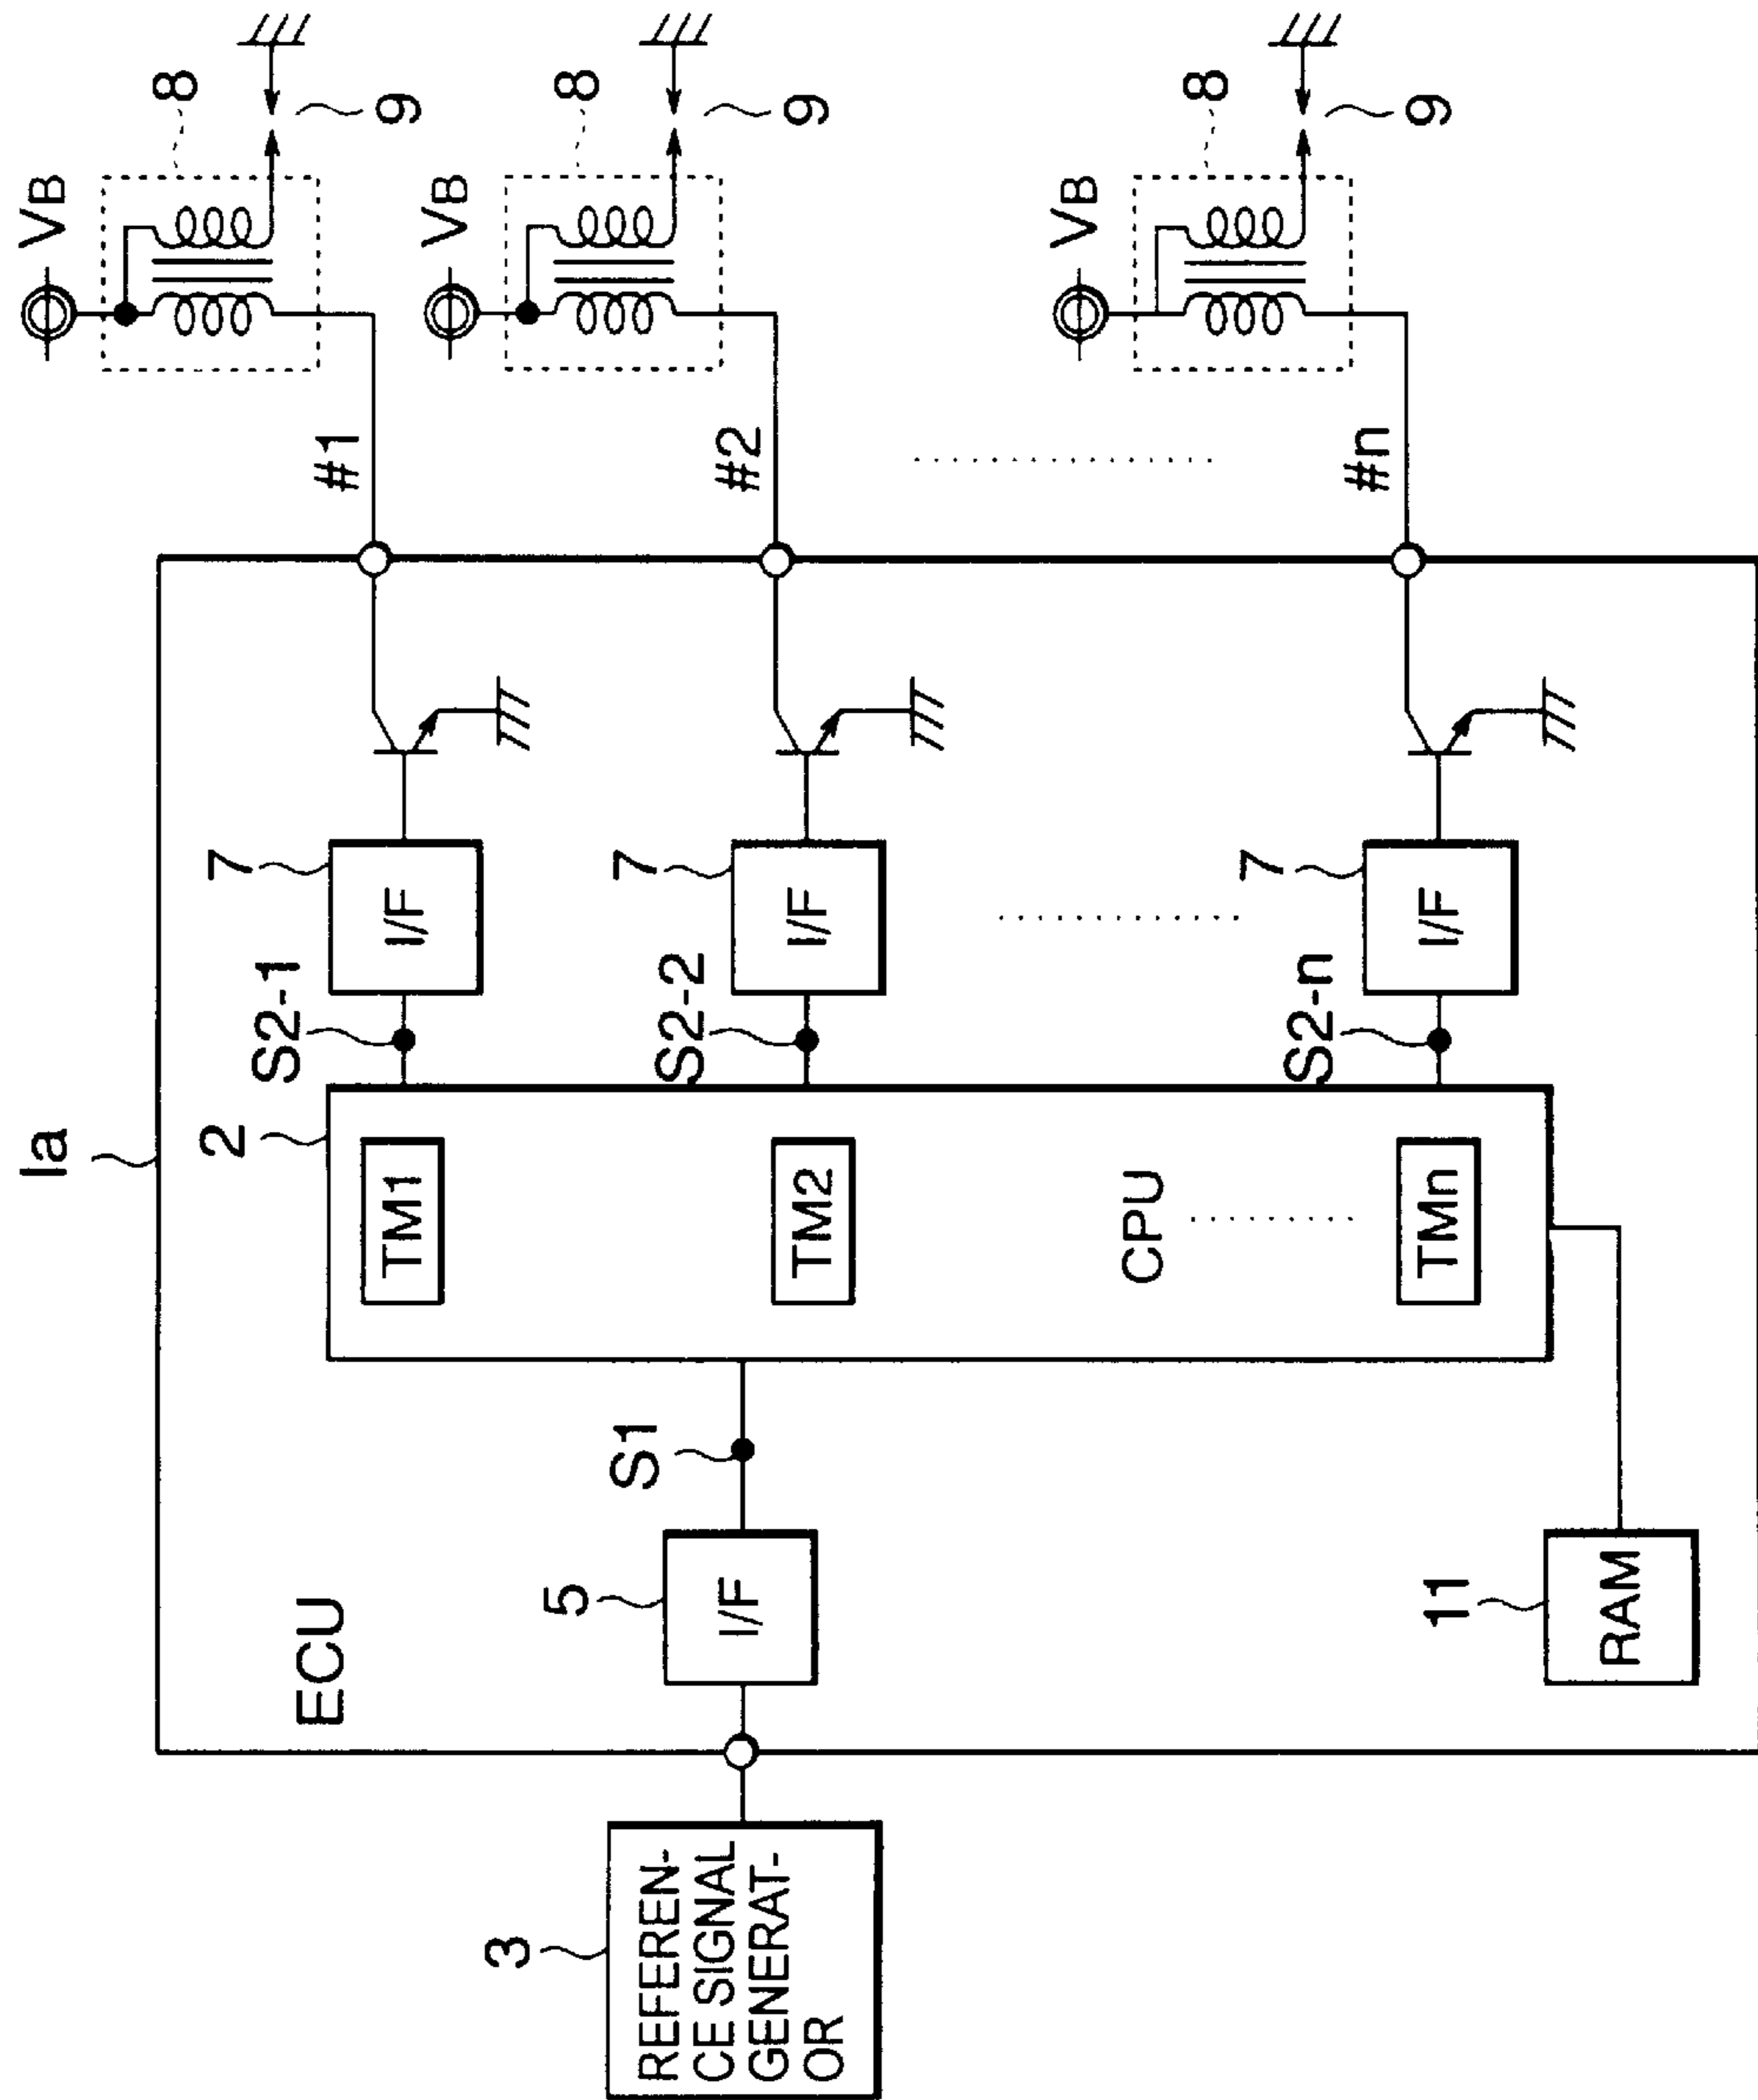 Ia
ECU
3
REFEREN-
CE SIGNAL
GENERAT-
OR
5
I/F
S1
2
TM1
TM2
CPU
TMn
11
RAM
S2-1
7
I/F
#1
VB
8
9
S2-2
7
I/F
#2
VB
8
9
S2-n
7
I/F
#n
VB
8
9